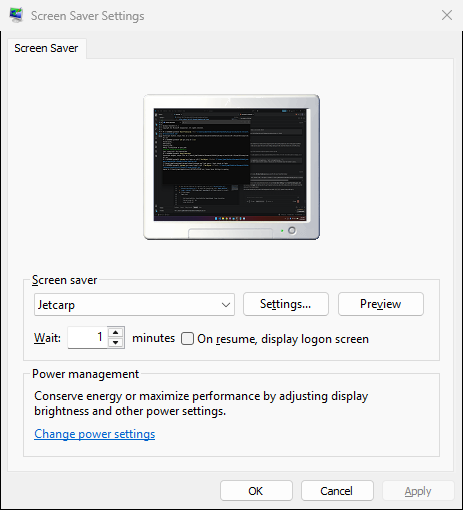 Screen Saver Settings
Screen Saver
Screen saver
Jetcarp
Settings...
Preview
Wait:
1
minutes
On resume, display logon screen
Power management
Conserve energy or maximize performance by adjusting display
brightness and other power settings.
Change power settings
OK
Cancel
Apply